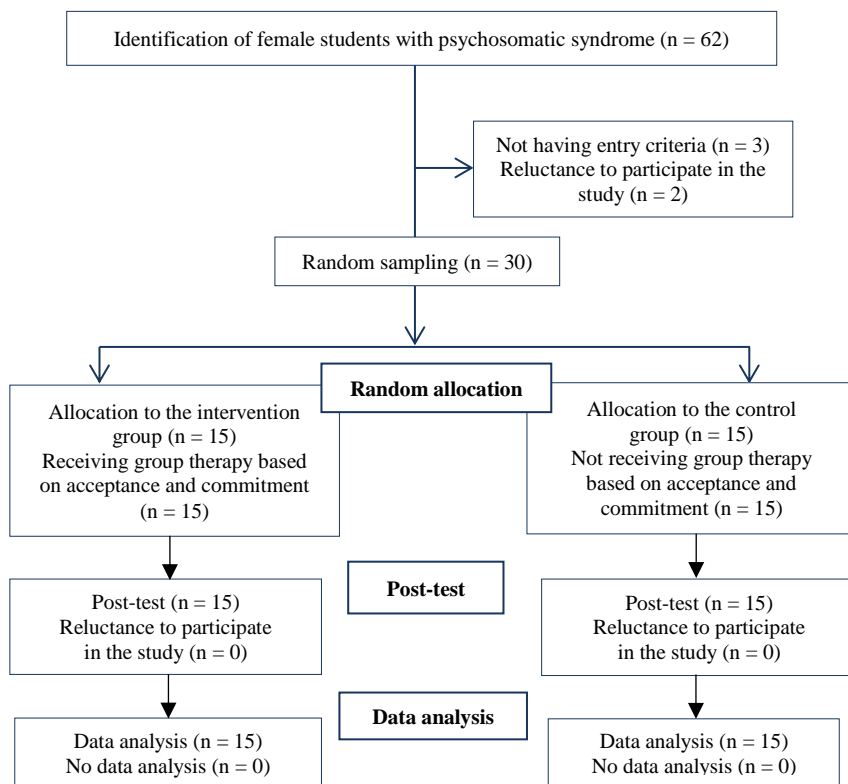 Identification of female students with psychosomatic syndrome (n = 62)
Not having entry criteria (n = 3)
Reluctance to participate in the
study (n = 2)
Random sampling (n = 30)
Random allocation
Allocation to the intervention
group (n = 15)
Receiving group therapy based
on acceptance and commitment
(n = 15)
Allocation to the control
group (n = 15)
Not receiving group therapy
based on acceptance and
commitment (n = 15)
Post-test
Post-test (n = 15)
Reluctance to participate
in the study (n = 0)
Post-test (n = 15)
Reluctance to participate
in the study (n = 0)
Data analysis
Data analysis (n = 15)
No data analysis (n = 0)
Data analysis (n = 15)
No data analysis (n = 0)